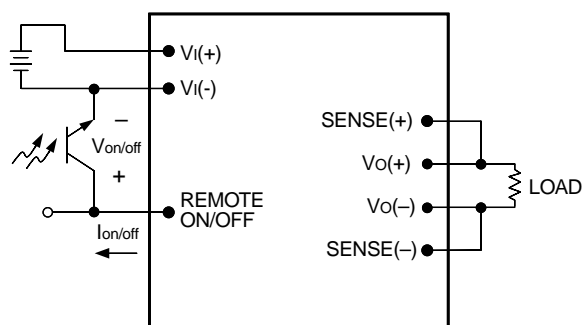 VI(+)
VI(-)
–
Von/off
+
REMOTE
ON/OFF
Ion/off
SENSE(+)
VO(+)
LOAD
VO(–)
SENSE(–)